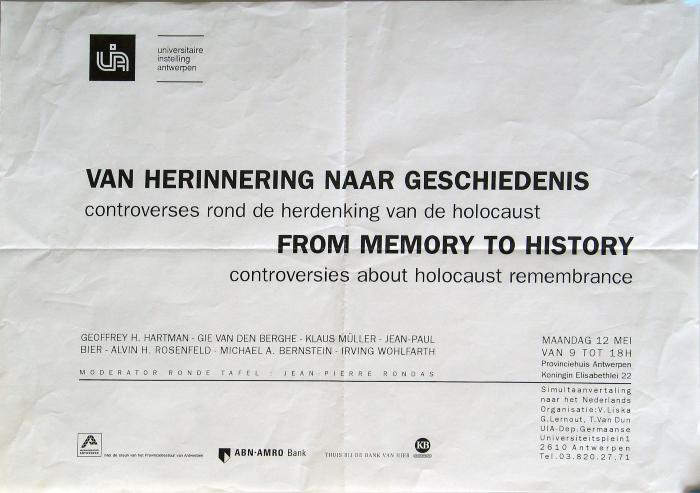 UIA
universitaire
instelling
antwerpen
VAN HERINNERING NAAR GESCHIEDENIS
controverses rond de herdenking van de holocaust
FROM MEMORY TO HISTORY
controversies about holocaust remembrance
GEOFFREY H. HARTMAN - GIE VAN DEN BERGHE - KLAUS MÜLLER - JEAN-PAUL
BIER - ALVIN H. ROSENFELD - MICHAEL A. BERNSTEIN - IRVING WOHLFARTH
MODERATOR RONDE TAFEL : JEAN-PIERRE RONDAS
MAANDAG 12 MEI
VAN 9 TOT 18H
Provinciehuis Antwerpen
Koningin Elisabethlei 22
Simultaanvertaling
naar het Nederlands
Organisatie:V.Liska
G.Lernout, T.Van Dun
UIA-Dep.Germaanse
Universiteitsplein1
2610 Antwerpen
Tel.03.820.27.71
met de steun van het Provinciebestuur van Antwerpen
ABN·AMRO Bank
THUIS BIJ DE BANK VAN HIER
KB